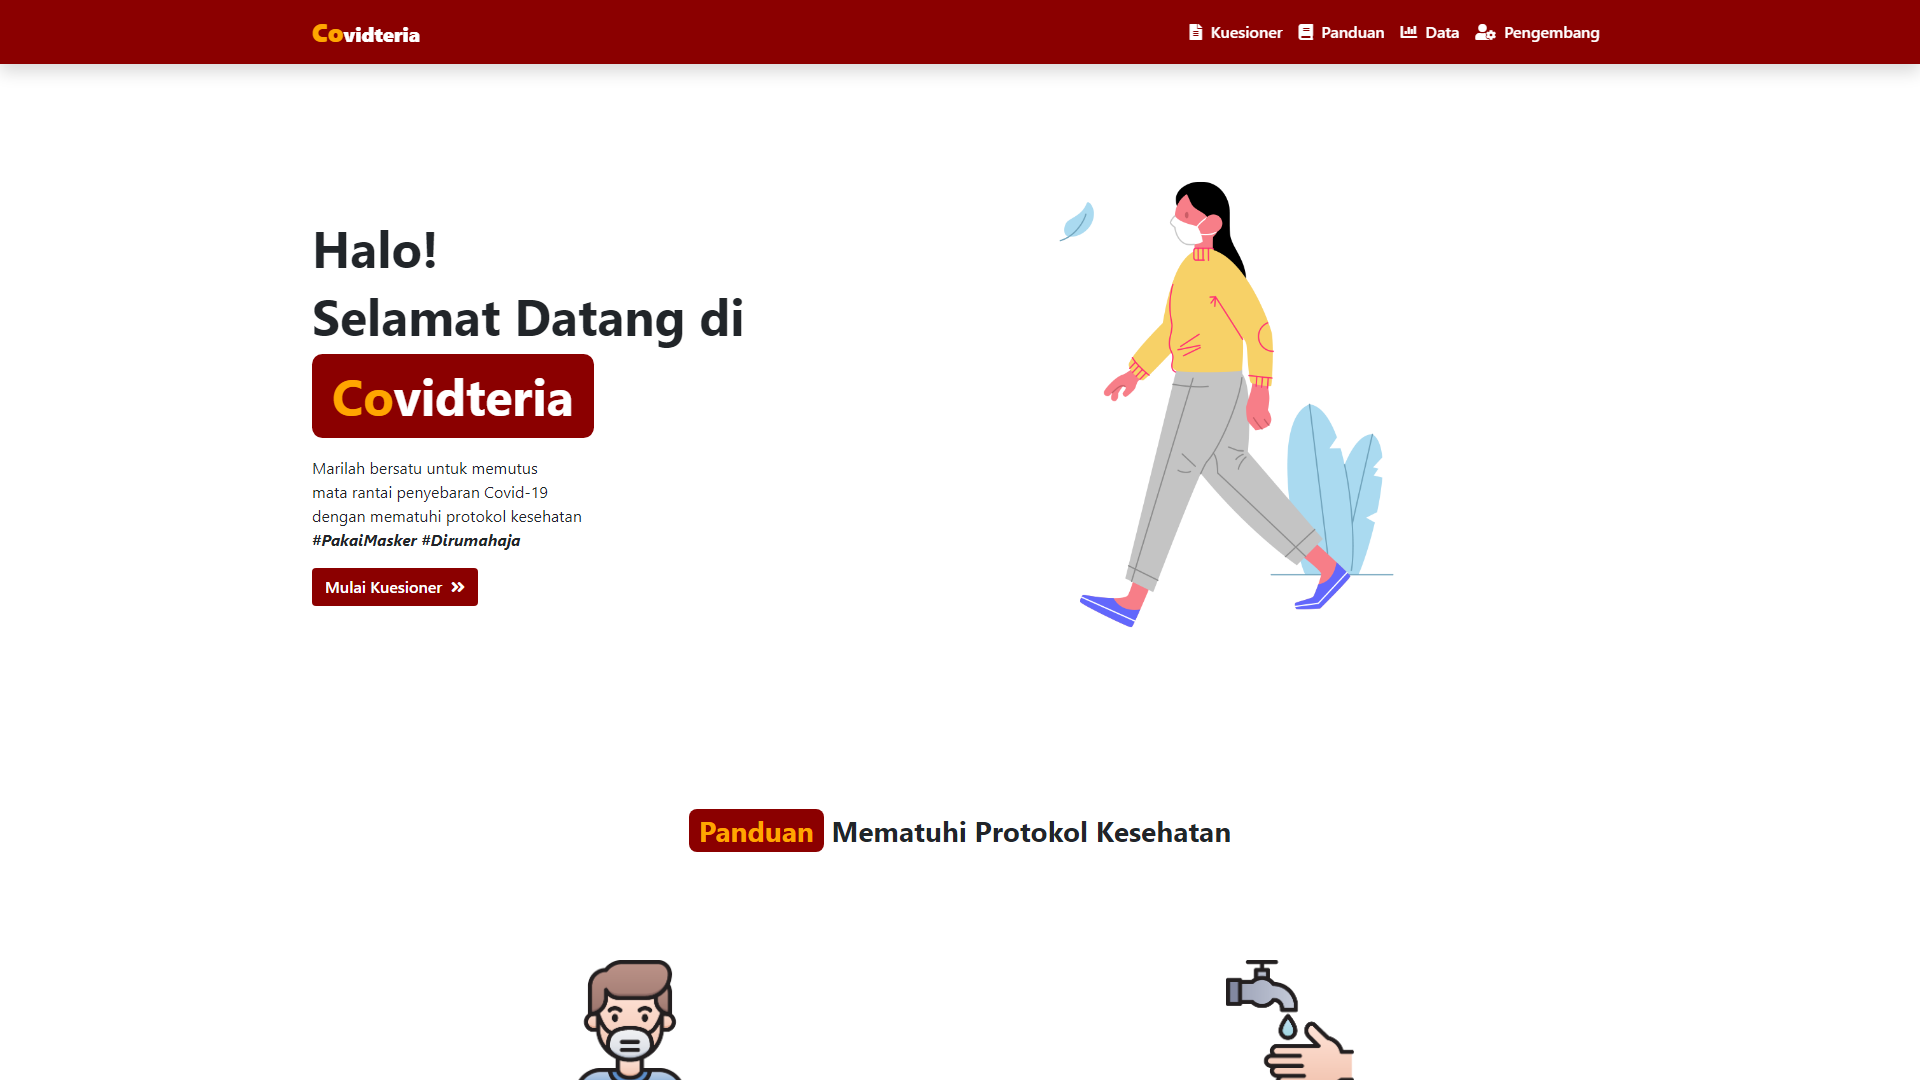 Covidteria
Kuesioner
Panduan
Data
Pengembang
Halo!
Selamat Datang di
Covidteria
Marilah bersatu untuk memutus
mata rantai penyebaran Covid-19
dengan mematuhi protokol kesehatan
#PakaiMasker #Dirumahaja
Mulai Kuesioner
Panduan Mematuhi Protokol Kesehatan